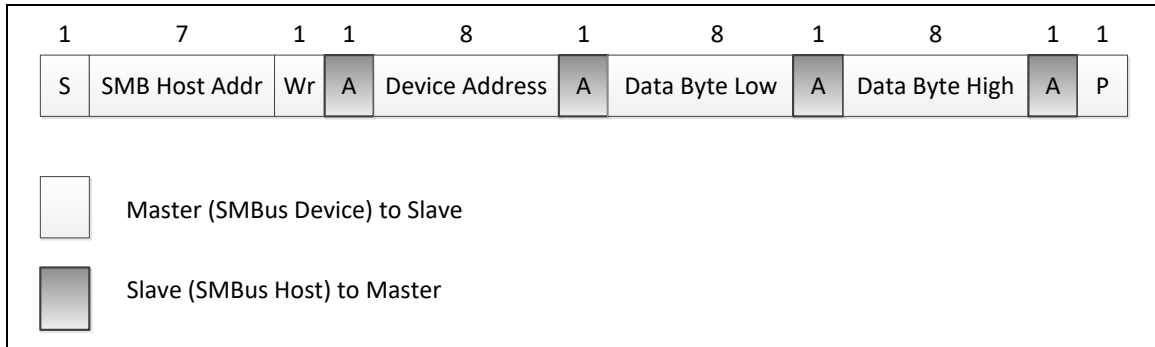 1 7 1 1 8 1 8 1 8 1 1
S SMB Host Addr Wr A Device Address A Data Byte Low A Data Byte High A P
Master (SMBus Device) to Slave
Slave (SMBus Host) to Master